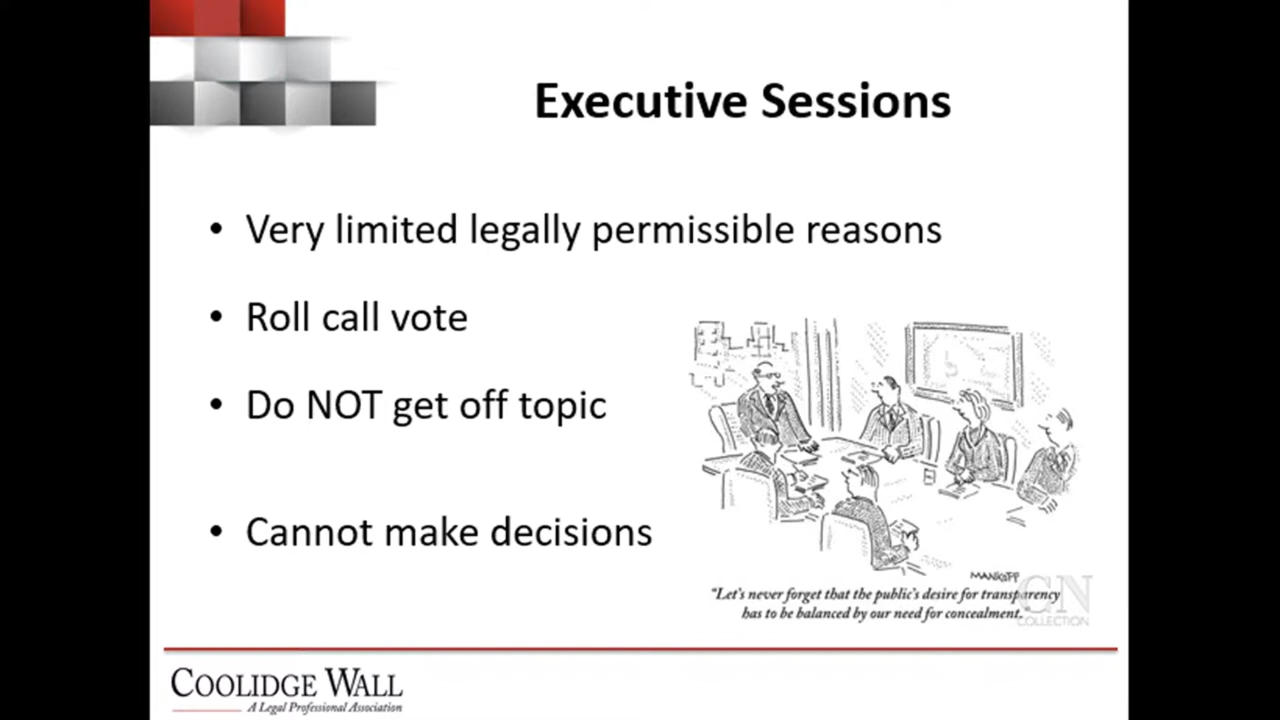 Executive Sessions
• Very limited legally permissible reasons
• Roll call vote
• Do NOT get off topic
• Cannot make decisions
MANKOFF
"Let's never forget that the public's desire for transparency
has to be balanced by our need for concealment."
CN
COLLECTION
COOLIDGE WALL
A Legal Professional Association